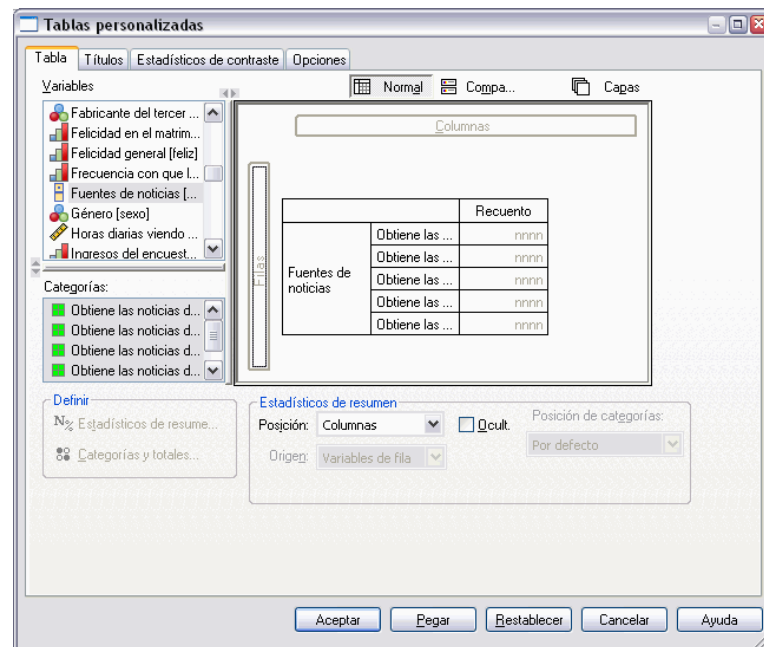 Tablas personalizadas
Tabla Títulos Estadísticos de contraste Opciones
Variables
Normal Compa... Capas
Fabricante del tercer ...
Felicidad en el matrim...
Felicidad general [feliz]
Frecuencia con que l...
Fuentes de noticias [...
Género [sexo]
Horas diarias viendo ...
Ingresos del encuest...
Categorías:
Obtiene las noticias d...
Obtiene las noticias d...
Obtiene las noticias d...
Obtiene las noticias d...
Columnas
Filas
Recuento
Fuentes de noticias
Obtiene las ... nnnn
Obtiene las ... nnnn
Obtiene las ... nnnn
Obtiene las ... nnnn
Obtiene las ... nnnn
Definir
N% Estadísticos de resume...
Categorías y totales...
Estadísticos de resumen
Posición: Columnas
Ocult.
Origen: Variables de fila
Posición de categorías:
Por defecto
Aceptar Pegar Restablecer Cancelar Ayuda